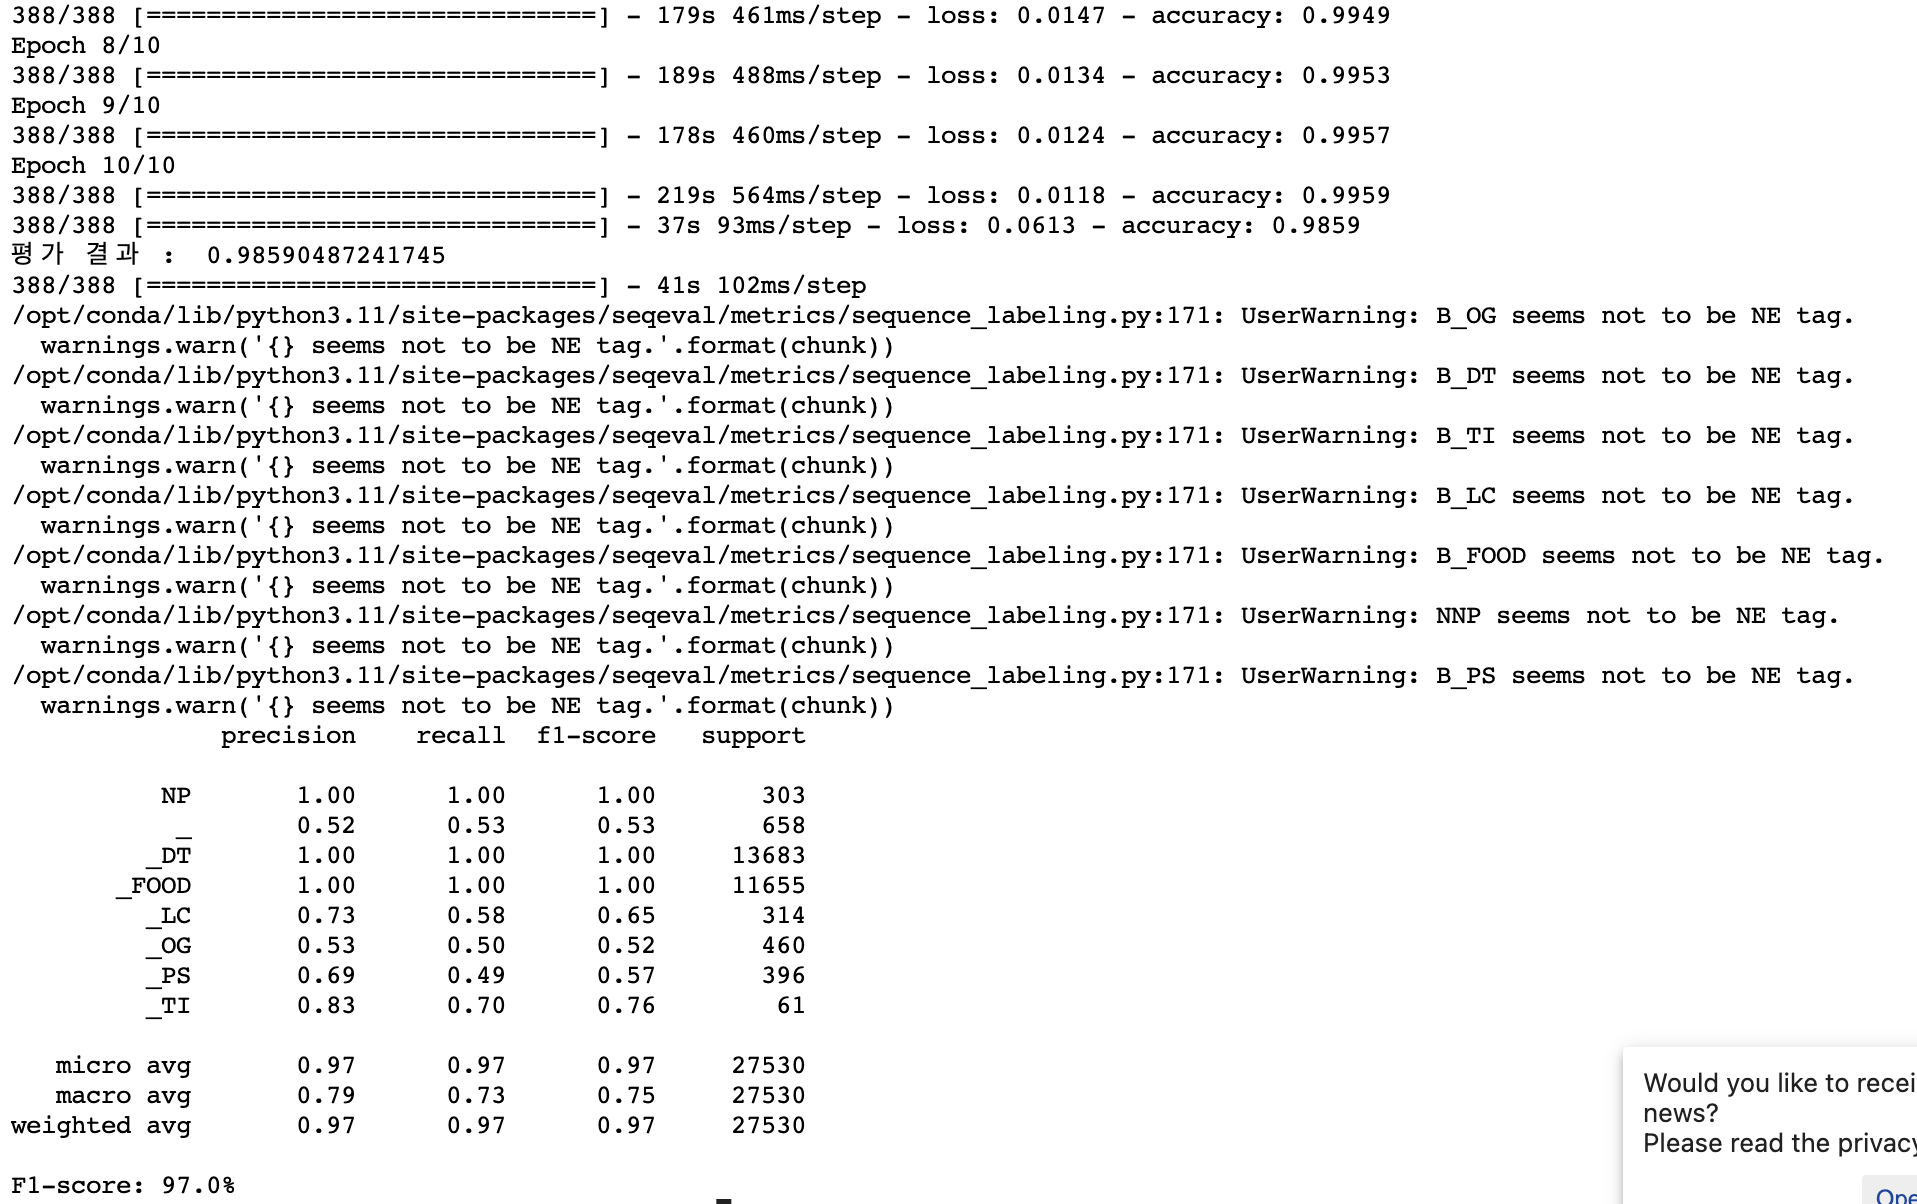 388/388 [==============================] - 179s 461ms/step - loss: 0.0147 - accuracy: 0.9949
Epoch 8/10
388/388 [==============================] - 189s 488ms/step - loss: 0.0134 - accuracy: 0.9953
Epoch 9/10
388/388 [==============================] - 178s 460ms/step - loss: 0.0124 - accuracy: 0.9957
Epoch 10/10
388/388 [==============================] - 219s 564ms/step - loss: 0.0118 - accuracy: 0.9959
388/388 [==============================] - 37s 93ms/step - loss: 0.0613 - accuracy: 0.9859
평가 결과 :  0.98590487241745
388/388 [==============================] - 41s 102ms/step
/opt/conda/lib/python3.11/site-packages/seqeval/metrics/sequence_labeling.py:171: UserWarning: B_OG seems not to be NE tag.
  warnings.warn('{} seems not to be NE tag.'.format(chunk))
/opt/conda/lib/python3.11/site-packages/seqeval/metrics/sequence_labeling.py:171: UserWarning: B_DT seems not to be NE tag.
  warnings.warn('{} seems not to be NE tag.'.format(chunk))
/opt/conda/lib/python3.11/site-packages/seqeval/metrics/sequence_labeling.py:171: UserWarning: B_TI seems not to be NE tag.
  warnings.warn('{} seems not to be NE tag.'.format(chunk))
/opt/conda/lib/python3.11/site-packages/seqeval/metrics/sequence_labeling.py:171: UserWarning: B_LC seems not to be NE tag.
  warnings.warn('{} seems not to be NE tag.'.format(chunk))
/opt/conda/lib/python3.11/site-packages/seqeval/metrics/sequence_labeling.py:171: UserWarning: B_FOOD seems not to be NE tag.
  warnings.warn('{} seems not to be NE tag.'.format(chunk))
/opt/conda/lib/python3.11/site-packages/seqeval/metrics/sequence_labeling.py:171: UserWarning: NNP seems not to be NE tag.
  warnings.warn('{} seems not to be NE tag.'.format(chunk))
/opt/conda/lib/python3.11/site-packages/seqeval/metrics/sequence_labeling.py:171: UserWarning: B_PS seems not to be NE tag.
  warnings.warn('{} seems not to be NE tag.'.format(chunk))
              precision    recall  f1-score   support
          NP       1.00      1.00      1.00       303
           _       0.52      0.53      0.53       658
         _DT       1.00      1.00      1.00     13683
       _FOOD       1.00      1.00      1.00     11655
         _LC       0.73      0.58      0.65       314
         _OG       0.53      0.50      0.52       460
         _PS       0.69      0.49      0.57       396
         _TI       0.83      0.70      0.76        61
   micro avg       0.97      0.97      0.97     27530
   macro avg       0.79      0.73      0.75     27530
weighted avg       0.97      0.97      0.97     27530
F1-score: 97.0%
Would you like to recei
news?
Please read the privacy
Ope